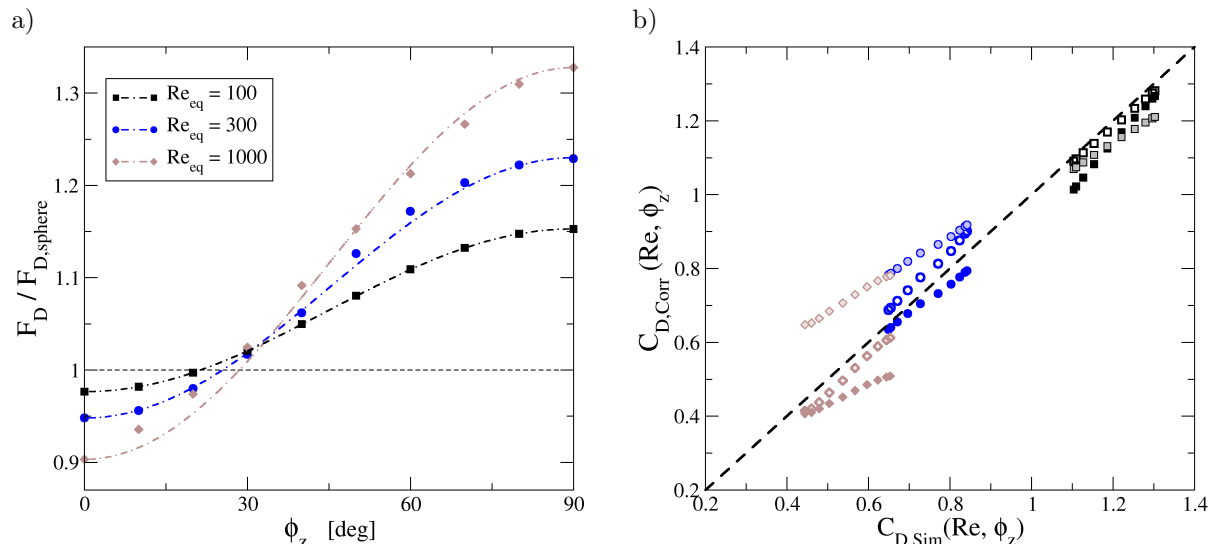 a)
F_D / F_D,sphere
1.3
1.2
1.1
1
0.9
Re_eq = 100
Re_eq = 300
Re_eq = 1000
0
30
60
90
ϕ_z [deg]
b)
C_D,Corr (Re, ϕ_z)
1.4
1.2
1
0.8
0.6
0.4
0.2
0.2
0.4
0.6
0.8
1
1.2
1.4
C_D,Sim (Re, ϕ_z)